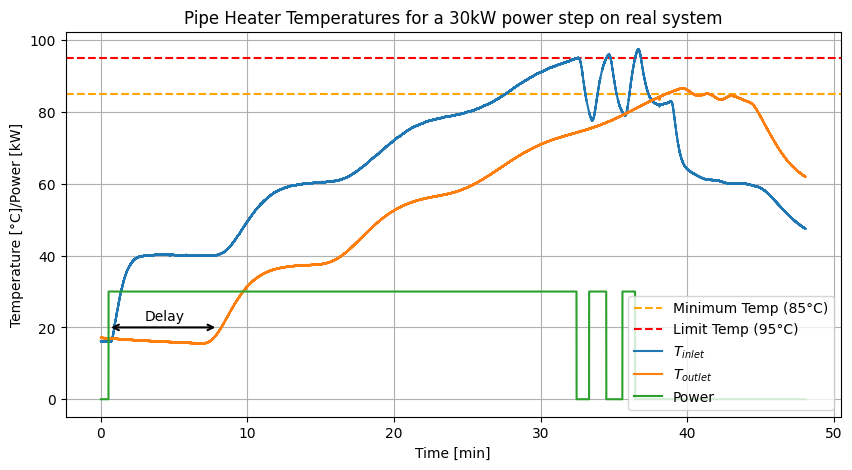 Pipe Heater Temperatures for a 30kW power step on real system
Temperature [°C]/Power [kW]
100
80
60
40
20
0
Delay
Minimum Temp (85°C)
Limit Temp (95°C)
T_inlet
T_outlet
Power
0 10 20 30 40 50
Time [min]